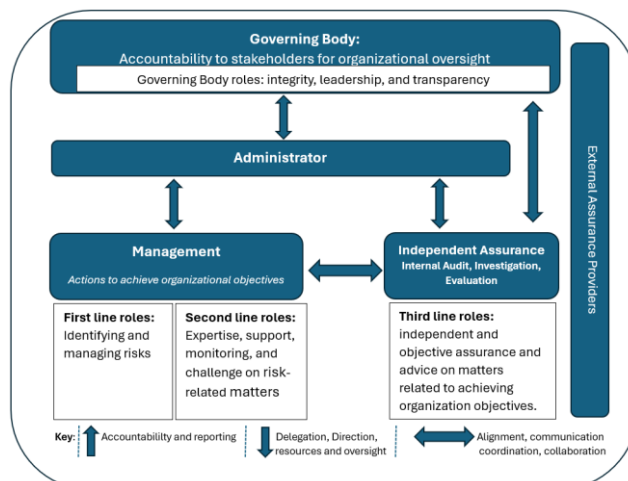 Governing Body:
Accountability to stakeholders for organizational oversight
Governing Body roles: integrity, leadership, and transparency
Administrator
Management
Actions to achieve organizational objectives
Independent Assurance
Internal Audit, Investigation,
Evaluation
First line roles:
Identifying and
managing risks
Second line roles:
Expertise, support,
monitoring, and
challenge on risk-
related matters
Third line roles:
independent and
objective assurance and
advice on matters
related to achieving
organization objectives.
External Assurance Providers
Key:
Accountability and reporting
Delegation, Direction,
resources and oversight
Alignment, communication
coordination, collaboration